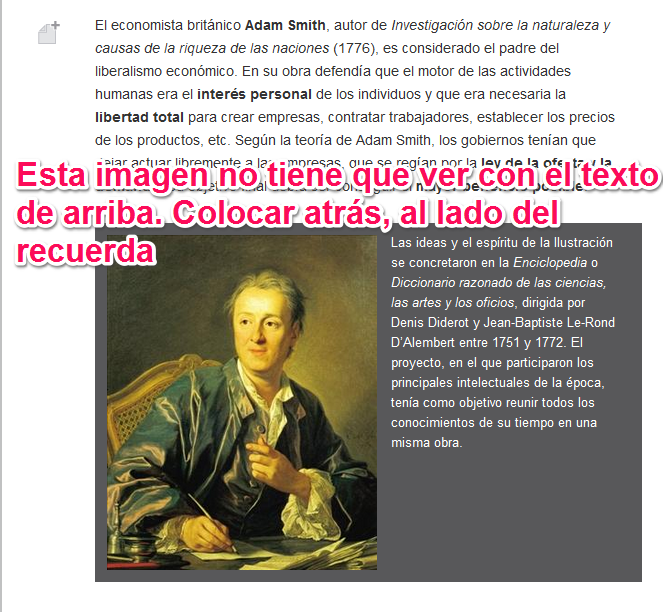 El economista británico Adam Smith, autor de Investigación sobre la naturaleza y
causas de la riqueza de las naciones (1776), es considerado el padre del
liberalismo económico. En su obra defendía que el motor de las actividades
humanas era el interés personal de los individuos y que era necesaria la
libertad total para crear empresas, contratar trabajadores, establecer los precios
de los productos, etc. Según la teoría de Adam Smith, los gobiernos tenían que
dejar actuar libremente a las empresas, que se regían por la ley de la oferta y la
Esta imagen no tiene que ver con el texto
de arriba. Colocar atrás, al lado del
recuerda
Las ideas y el espíritu de la Ilustración
se concretaron en la Enciclopedia o
Diccionario razonado de las ciencias,
las artes y los oficios, dirigida por
Denis Diderot y Jean-Baptiste Le-Rond
D'Alembert entre 1751 y 1772. El
proyecto, en el que participaron los
principales intelectuales de la época,
tenía como objetivo reunir todos los
conocimientos de su tiempo en una
misma obra.